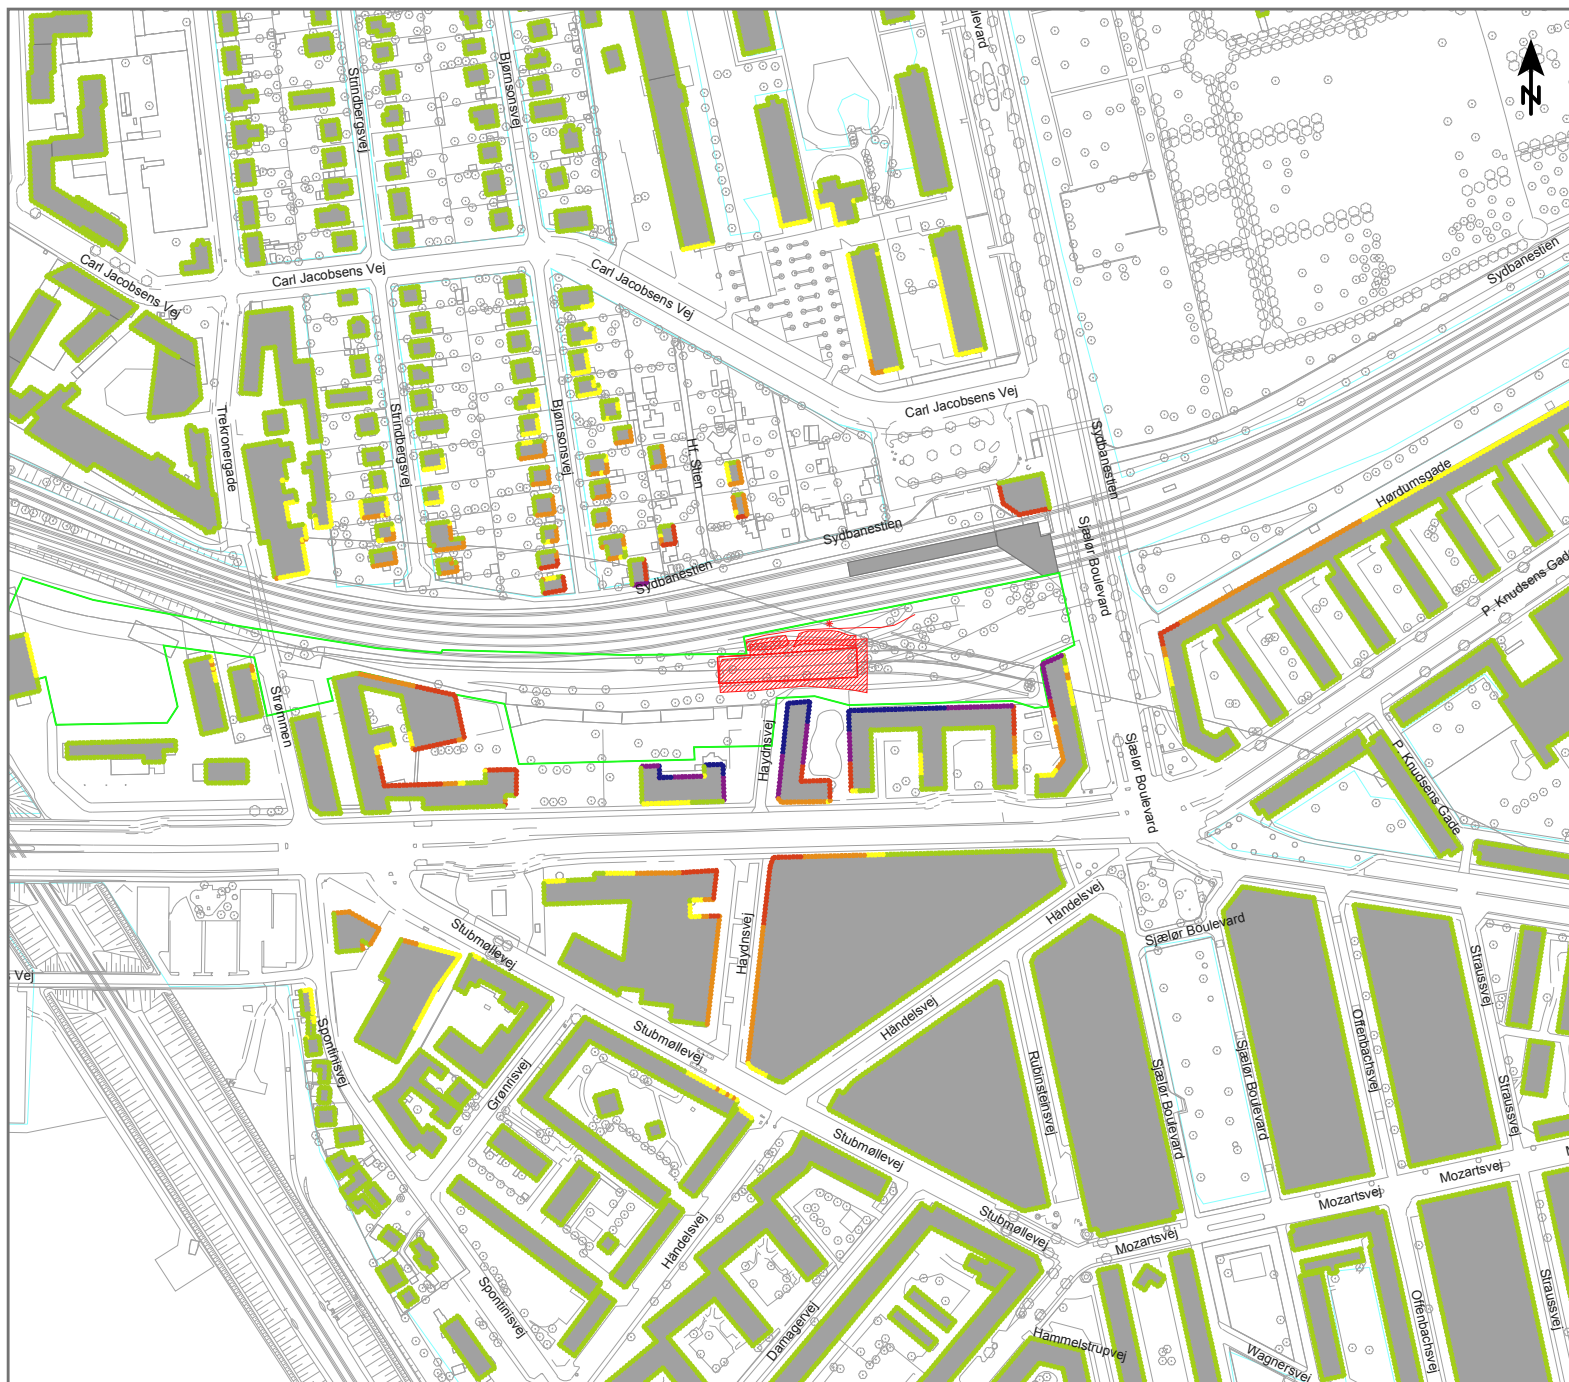 Strindbergsvej
Bjørnsonsvej
ulevard
N
Carl Jacobsens Vej
Carl Jacobsens Vej
Carl Jacobsens Vej
Sydbanestien
Carl Jacobsens Vej
Trekronergade
Strindbergsvej
Bjørnsonsvej
Hf. Stien
Sydbanestien
Hørdumsgade
Sydbanestien
Sydbanestien
Sjælør Boulevard
P. Knudsens Gade
Strømmen
Haydnsvej
Sjælør Boulevard
P. Knudsens Gade
Vej
Stubmøllevej
Haydnsvej
Händelsvej
Sjælør Boulevard
Straussvej
Spontinisvej
Stubmøllevej
Händelsvej
Grønrisvej
Rubinsteinsvej
Sjælør Boulevard
Sjælør Boulevard
Offenbachsvej
Straussvej
Stubmøllevej
Mozartsvej
Mozartsvej
Händelsvej
Stubmøllevej
Mozartsvej
Spontinisvej
Damagervej
Hammelstrupvej
Wagnersvej
Offenbachsvej
Straussvej